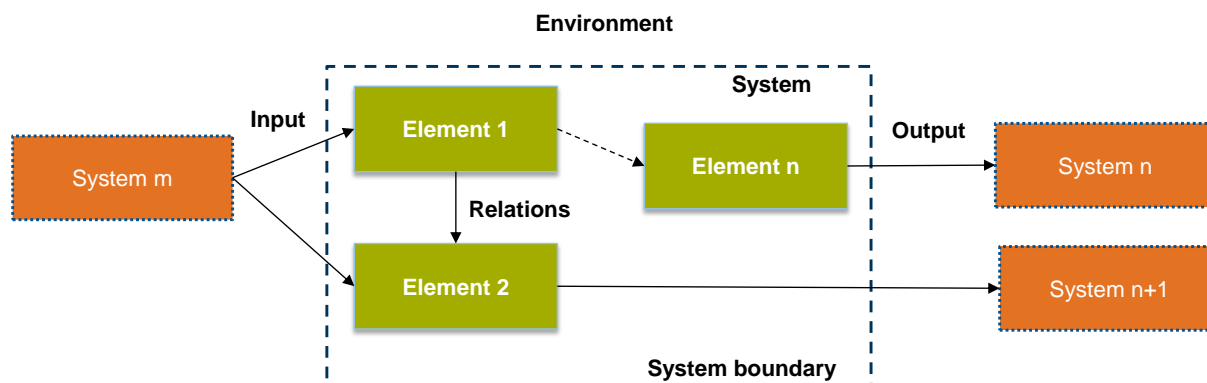 Environment
System
Input
Element 1
Output
System m
Element n
System n
Relations
Element 2
System n+1
System boundary